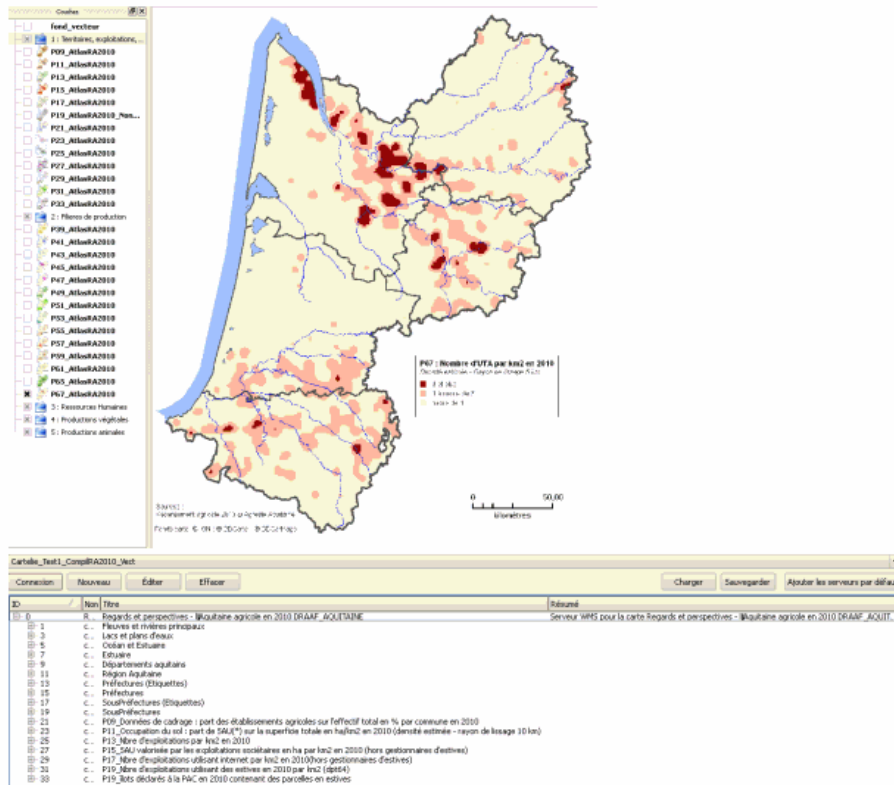 Couches
fond_vecteur
1 : Territoires, exploitations, ...
P09_AtlasRA2010
P11_AtlasRA2010
P13_AtlasRA2010
P15_AtlasRA2010
P17_AtlasRA2010
P19_AtlasRA2010_Nom...
P21_AtlasRA2010
P23_AtlasRA2010
P25_AtlasRA2010
P27_AtlasRA2010
P29_AtlasRA2010
P31_AtlasRA2010
P33_AtlasRA2010
2 : Filieres de production
P39_AtlasRA2010
P41_AtlasRA2010
P43_AtlasRA2010
P45_AtlasRA2010
P47_AtlasRA2010
P49_AtlasRA2010
P51_AtlasRA2010
P53_AtlasRA2010
P55_AtlasRA2010
P57_AtlasRA2010
P59_AtlasRA2010
P61_AtlasRA2010
P65_AtlasRA2010
P67_AtlasRA2010
3 : Ressources Humaines
4 : Productions végétales
5 : Productions animales
P67 : Nombre d'UTA par km2 en 2010
0 50,00
kilomètres
Source(s) :
Cartelie_Test1_CompilRA2010_Vect
Connexion Nouveau Éditer Effacer Charger Sauvegarder Ajouter les serveurs par défau
ID Nom Titre Résumé
0 R... Regards et perspectives - l'Aquitaine agricole en 2010 DRAAF_AQUITAINE Serveur WMS pour la carte Regards et perspectives - l'Aquitaine agricole en 2010 DRAAF_AQUIT...
1 c... Fleuves et rivières principaux
3 c... Lacs et plans d'eaux
5 c... Océan et Estuaire
7 c... Estuaire
9 c... Départements aquitains
11 c... Région Aquitaine
13 c... Préfectures (Etiquettes)
15 c... Préfectures
17 c... SousPréfectures (Etiquettes)
19 c... SousPréfectures
21 c... P09_Données de cadrage : part des établissements agricoles sur l'effectif total en % par commune en 2010
23 c... P11_Occupation du sol : part de SAU(*) sur la superficie totale en ha/km2 en 2010 (densité estimée - rayon de lissage 10 km)
25 c... P13_Nbre d'exploitations par km2 en 2010
27 c... P15_SAU valorisée par les exploitations sociétaires en ha par km2 en 2010 (hors gestionnaires d'estives)
29 c... P17_Nbre d'exploitations utilisant internet par km2 en 2010(hors gestionnaires d'estives)
31 c... P19_Nbre d'exploitations utilisant des estives en 2010 par km2 (dpt64)
33 c... P19_Ilots déclarés à la PAC en 2010 contenant des parcelles en estives